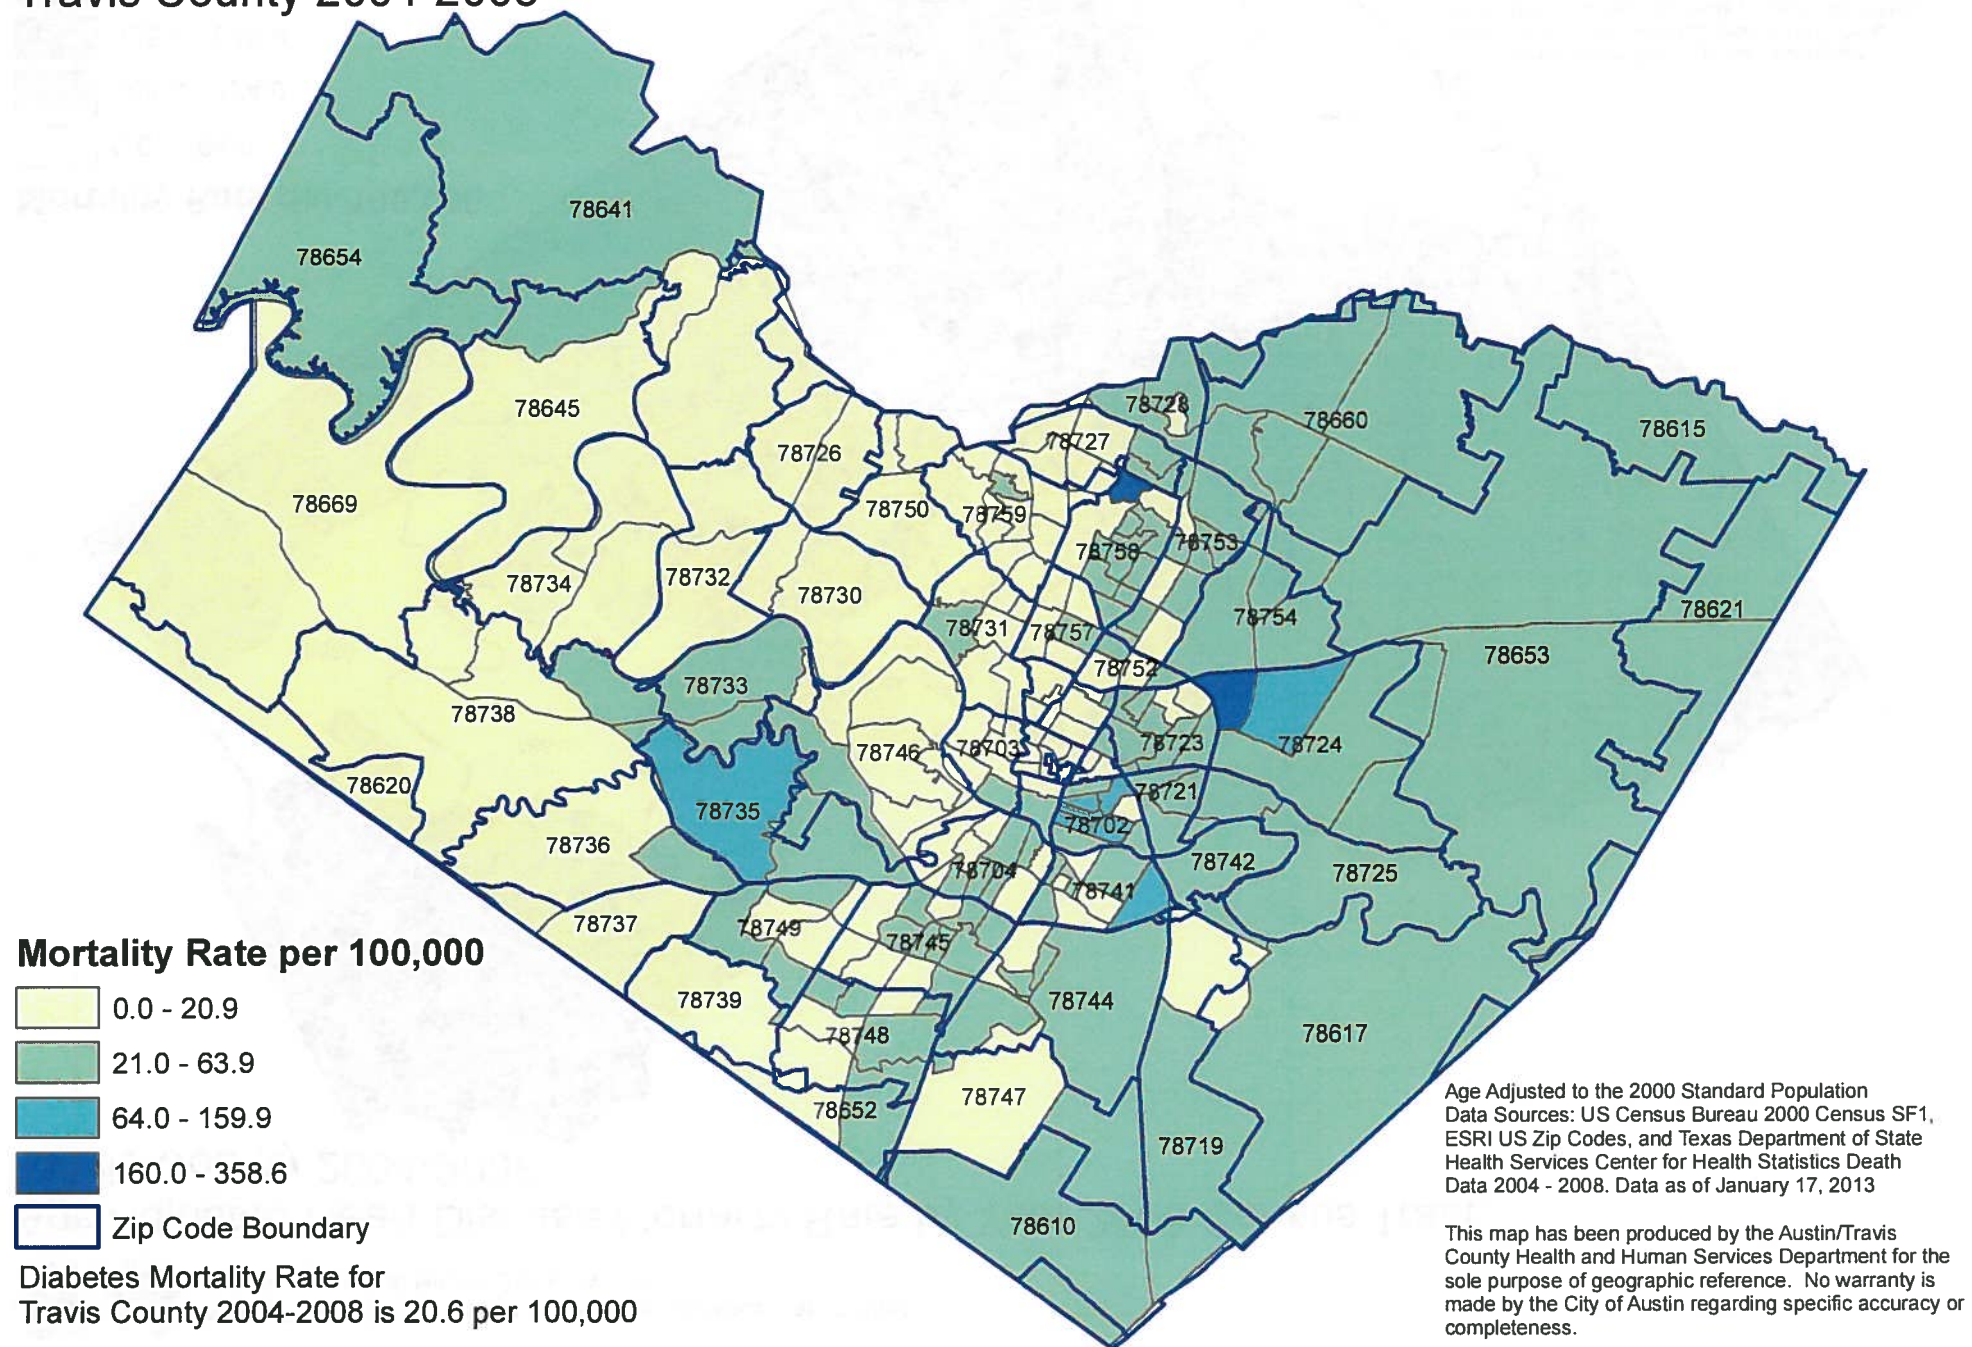 Travis County 2004-2008
78641
78654
78645
78728
78660
78615
78727
78726
78669
78750
78759
78758
78753
78734
78732
78730
78621
78754
78731
78757
78653
78752
78733
78738
78746
78703
78723
78724
78620
78735
78721
78702
78736
78742
78704
78725
78741
78737
78749
78745
78739
78744
78748
78617
78747
78652
78719
78610
Mortality Rate per 100,000
0.0 - 20.9
21.0 - 63.9
64.0 - 159.9
160.0 - 358.6
Zip Code Boundary
Diabetes Mortality Rate for
Travis County 2004-2008 is 20.6 per 100,000
Age Adjusted to the 2000 Standard Population
Data Sources: US Census Bureau 2000 Census SF1,
ESRI US Zip Codes, and Texas Department of State
Health Services Center for Health Statistics Death
Data 2004 - 2008. Data as of January 17, 2013
This map has been produced by the Austin/Travis
County Health and Human Services Department for the
sole purpose of geographic reference. No warranty is
made by the City of Austin regarding specific accuracy or
completeness.